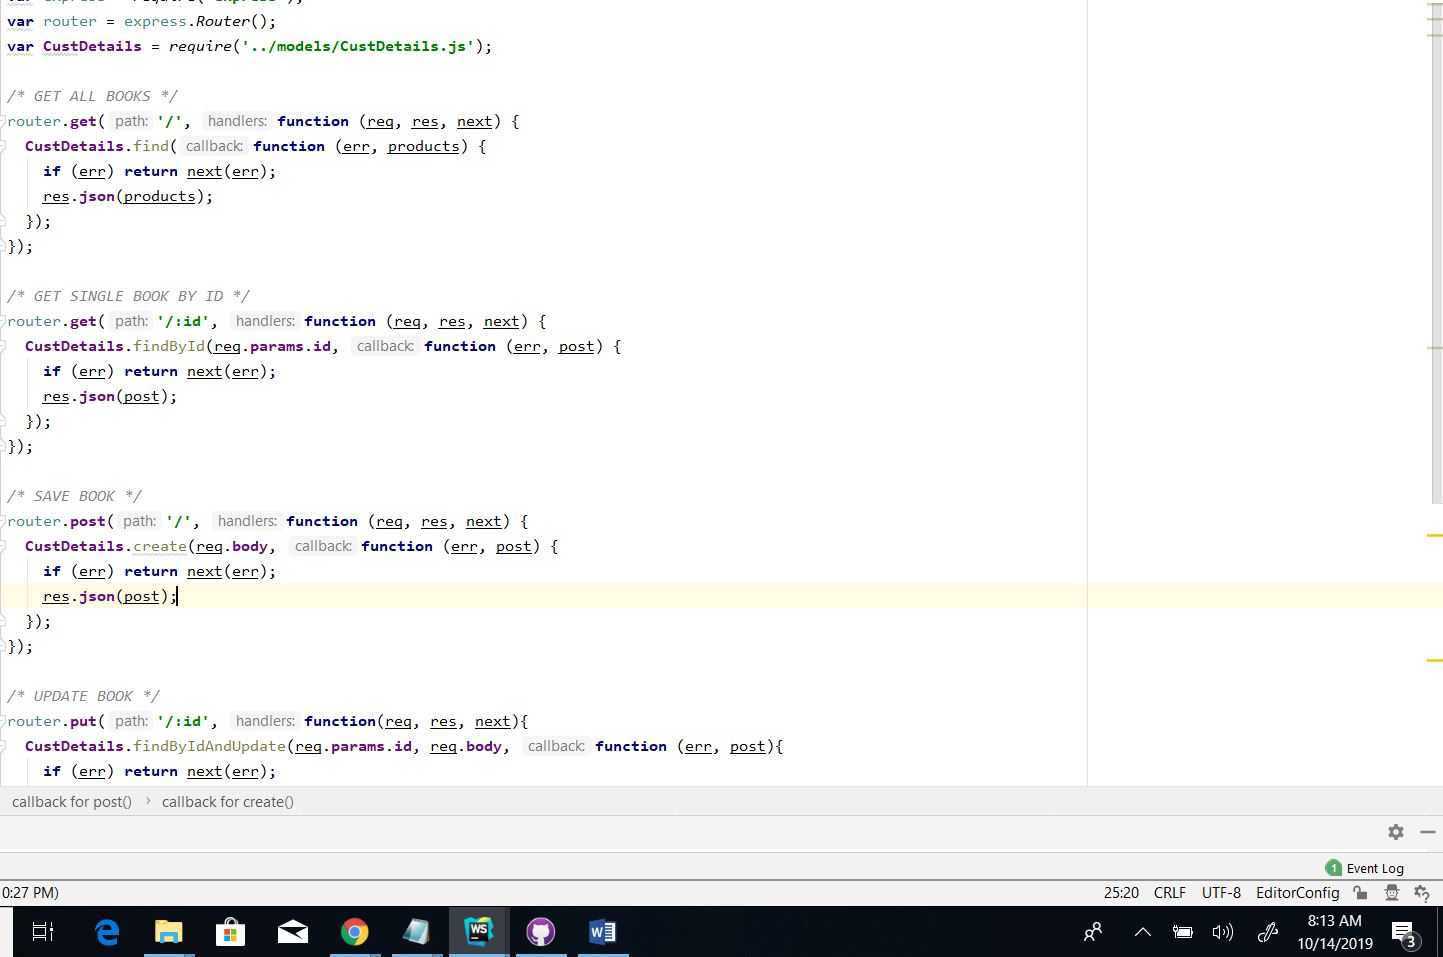 var express = require('express');
var router = express.Router();
var CustDetails = require('../models/CustDetails.js');
/* GET ALL BOOKS */
router.get( path: '/', handlers: function (req, res, next) {
CustDetails.find( callback: function (err, products) {
if (err) return next(err);
res.json(products);
});
});
/* GET SINGLE BOOK BY ID */
router.get( path: '/:id', handlers: function (req, res, next) {
CustDetails.findById(req.params.id, callback: function (err, post) {
if (err) return next(err);
res.json(post);
});
});
/* SAVE BOOK */
router.post( path: '/', handlers: function (req, res, next) {
CustDetails.create(req.body, callback: function (err, post) {
if (err) return next(err);
res.json(post);
});
});
/* UPDATE BOOK */
router.put( path: '/:id', handlers: function(req, res, next){
CustDetails.findByIdAndUpdate(req.params.id, req.body, callback: function (err, post){
if (err) return next(err);
callback for post() › callback for create()
1 Event Log
0:27 PM) 25:20 CRLF UTF-8 EditorConfig
WS
W
8:13 AM
10/14/2019
3